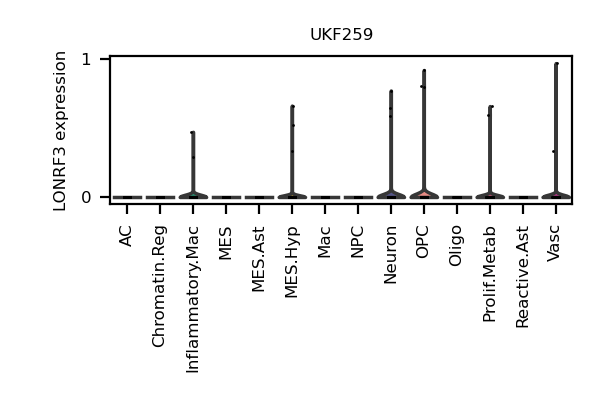 UKF259
LONRF3 expression
1
0
AC
Chromatin.Reg
Inflammatory.Mac
MES
MES.Ast
MES.Hyp
Mac
NPC
Neuron
OPC
Oligo
Prolif.Metab
Reactive.Ast
Vasc